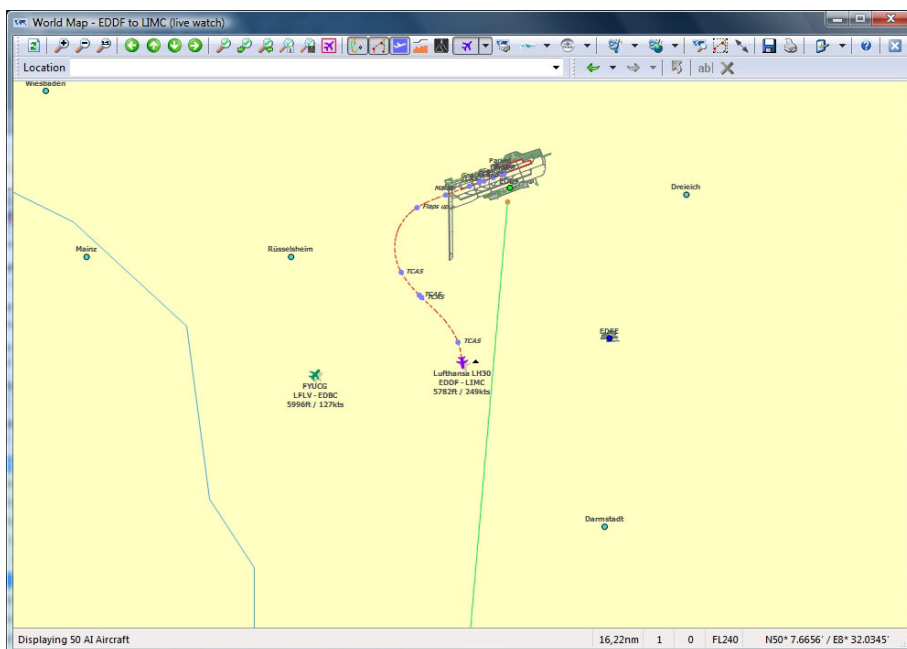 World Map - EDDF to LIMC (live watch)
Location
ab|
Wiesbaden
Mainz
Rüsselsheim
Dreieich
Flaps up
TCAS
TCAS
TCAS
EDFE
FYUCG
LFLV - EDBC
5996ft / 127kts
Lufthansa LH30
EDDF - LIMC
5782ft / 249kts
Darmstadt
Displaying 50 AI Aircraft
16,22nm
1
0
FL240
N50* 7.6656' / E8* 32.0345'